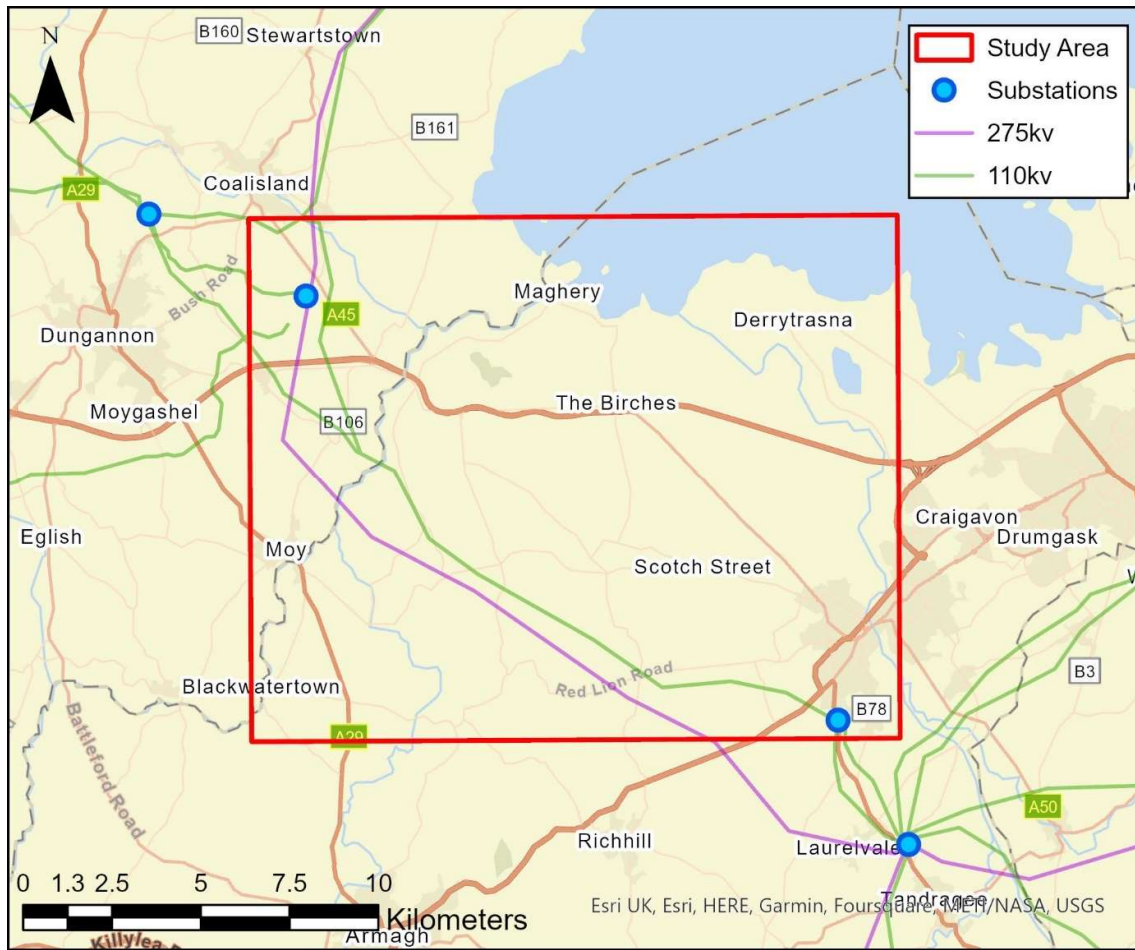 B160
Stewartstown
N
Study Area
Substations
275kv
110kv
B161
A29
Coalisland
Bush Road
Maghery
A45
Derrytrasna
Dungannon
The Birches
Moygashel
B106
Craigavon
Drumgask
Eglish
Moy
Scotch Street
B3
Blackwatertown
Red Lion Road
B78
A29
Battleford Road
A50
Richhill
Laurelvale
0 1.3 2.5 5 7.5 10
Kilometers
Tandragee
Esri UK, Esri, HERE, Garmin, Foursquare, METI/NASA, USGS
Killylea
Armagh